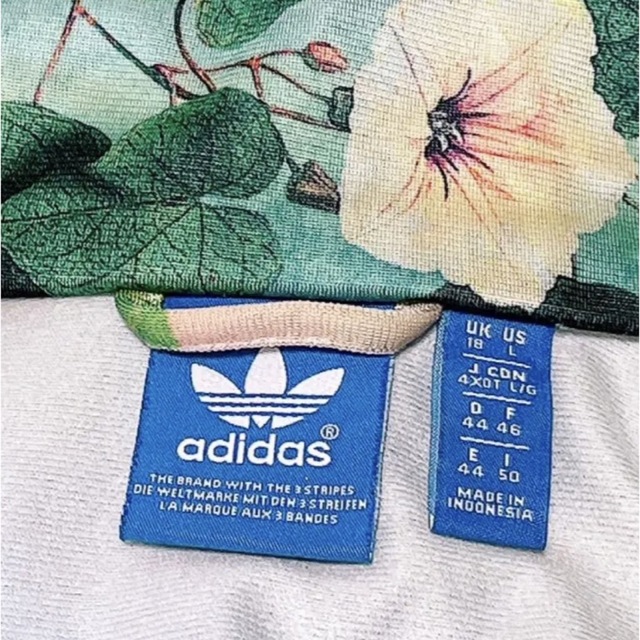 adidas®
THE BRAND WITH THE 3 STRIPES
DIE WELTMARKE MIT DEN 3 STREIFEN
LA MARQUE AUX 3 BANDES
UK US
18 L
J CDN
4XOT L/G
D F
44 46
E I
44 50
MADE IN
INDONESIA